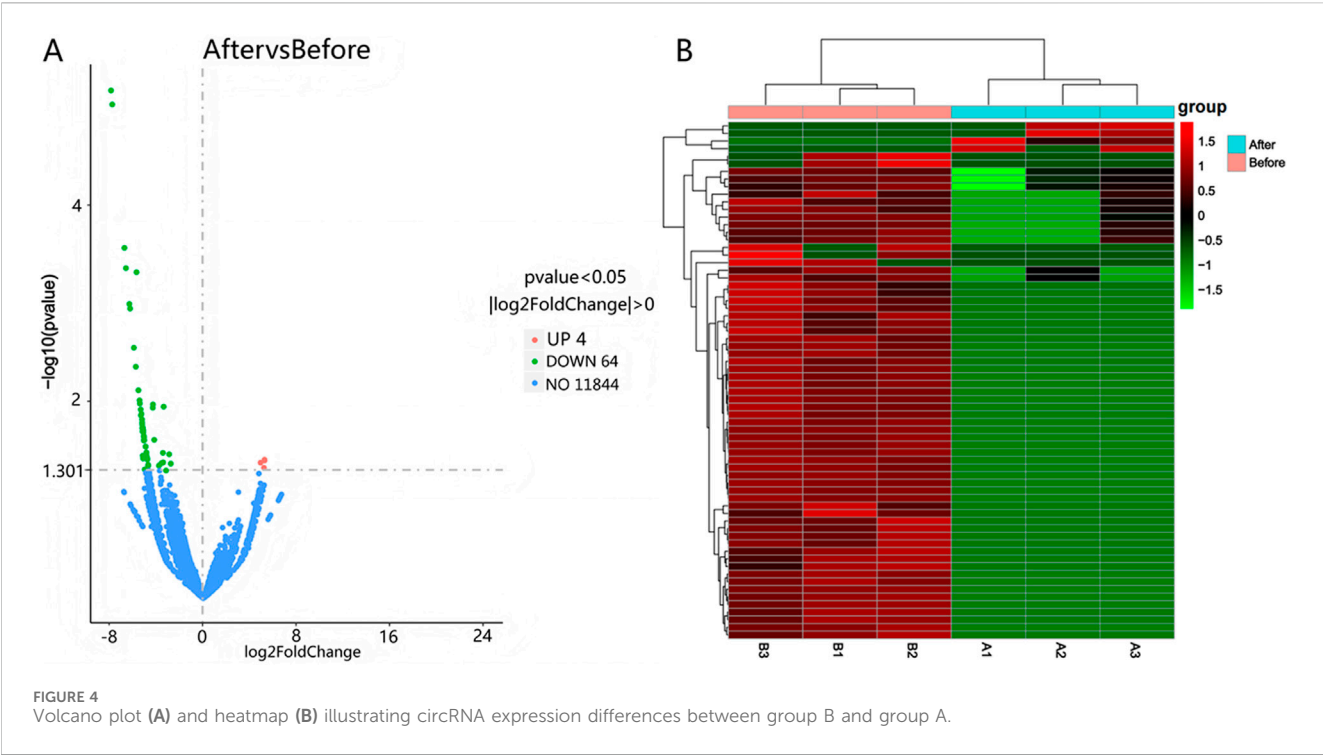 A
AftervsBefore
4
2
1.301
-log10(pvalue)
-8
0
8
16
24
log2FoldChange
pvalue<0.05
|log2FoldChange|>0
UP 4
DOWN 64
NO 11844
B
group
1.5
1
0.5
0
−0.5
−1
−1.5
After
Before
B3
B1
B2
A1
A2
A3
FIGURE 4
Volcano plot (A) and heatmap (B) illustrating circRNA expression differences between group B and group A.